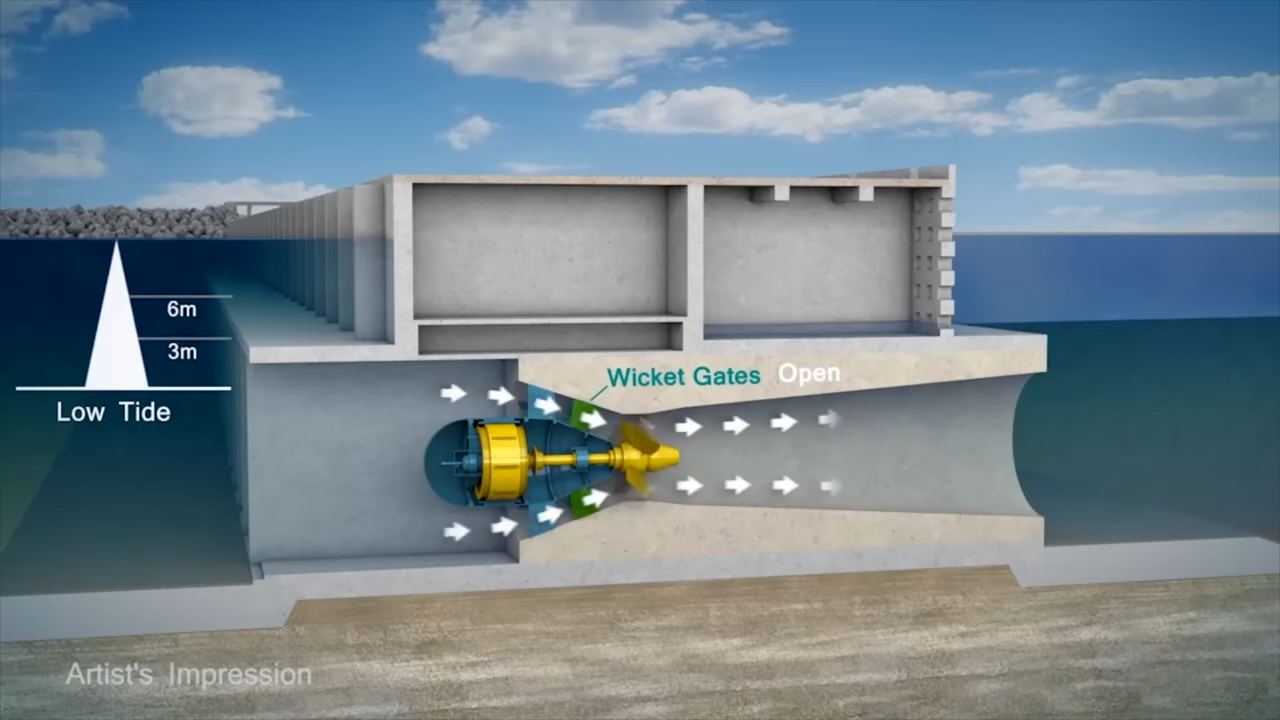 6m
3m
Low Tide
Wicket Gates Open
Artist's Impression